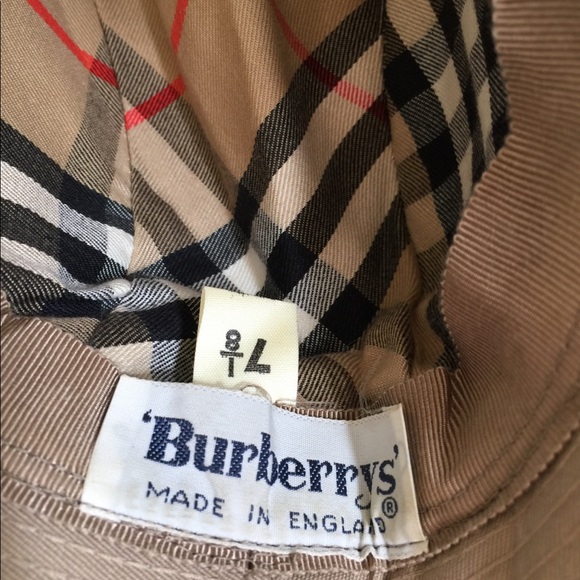 7 1/8
'Burberrys'
MADE IN ENGLAND ®